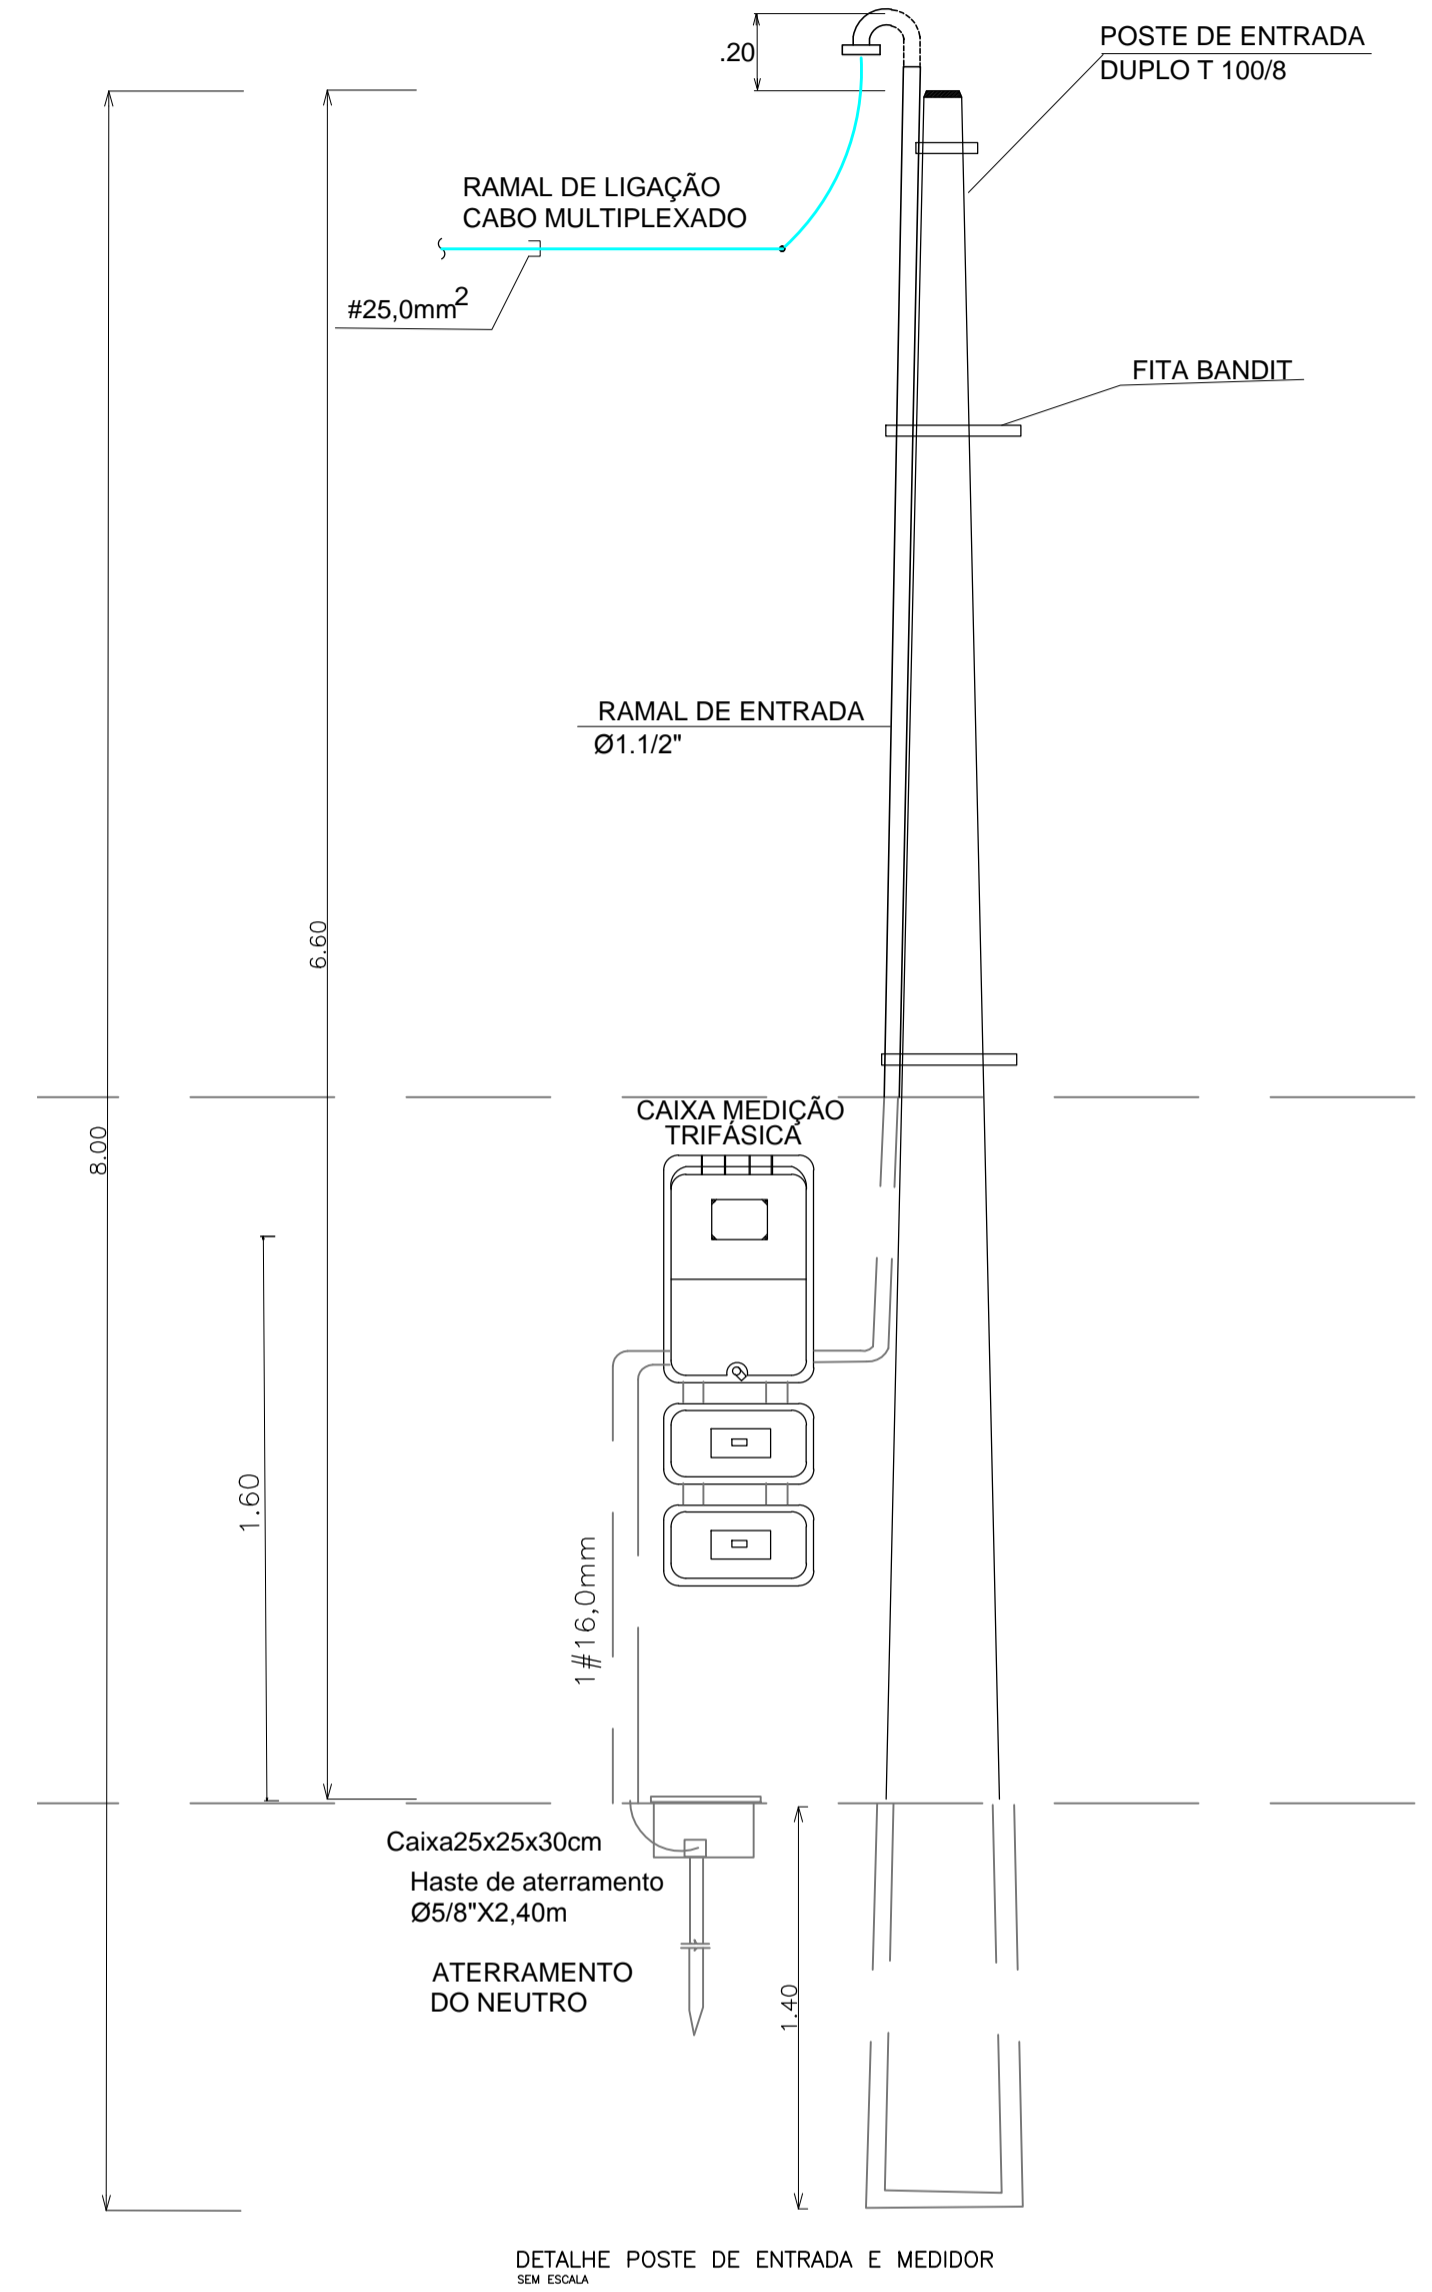 .20
POSTE DE ENTRADA
DUPLO T 100/8
RAMAL DE LIGAÇÃO
CABO MULTIPLEXADO
#25,0mm2
FITA BANDIT
RAMAL DE ENTRADA
Ø1.1/2"
6.60
8.00
CAIXA MEDIÇÃO
TRIFÁSICA
1.60
1#16,0mm
Caixa25x25x30cm
Haste de aterramento
Ø5/8"X2,40m
ATERRAMENTO
DO NEUTRO
1.40
DETALHE POSTE DE ENTRADA E MEDIDOR
SEM ESCALA